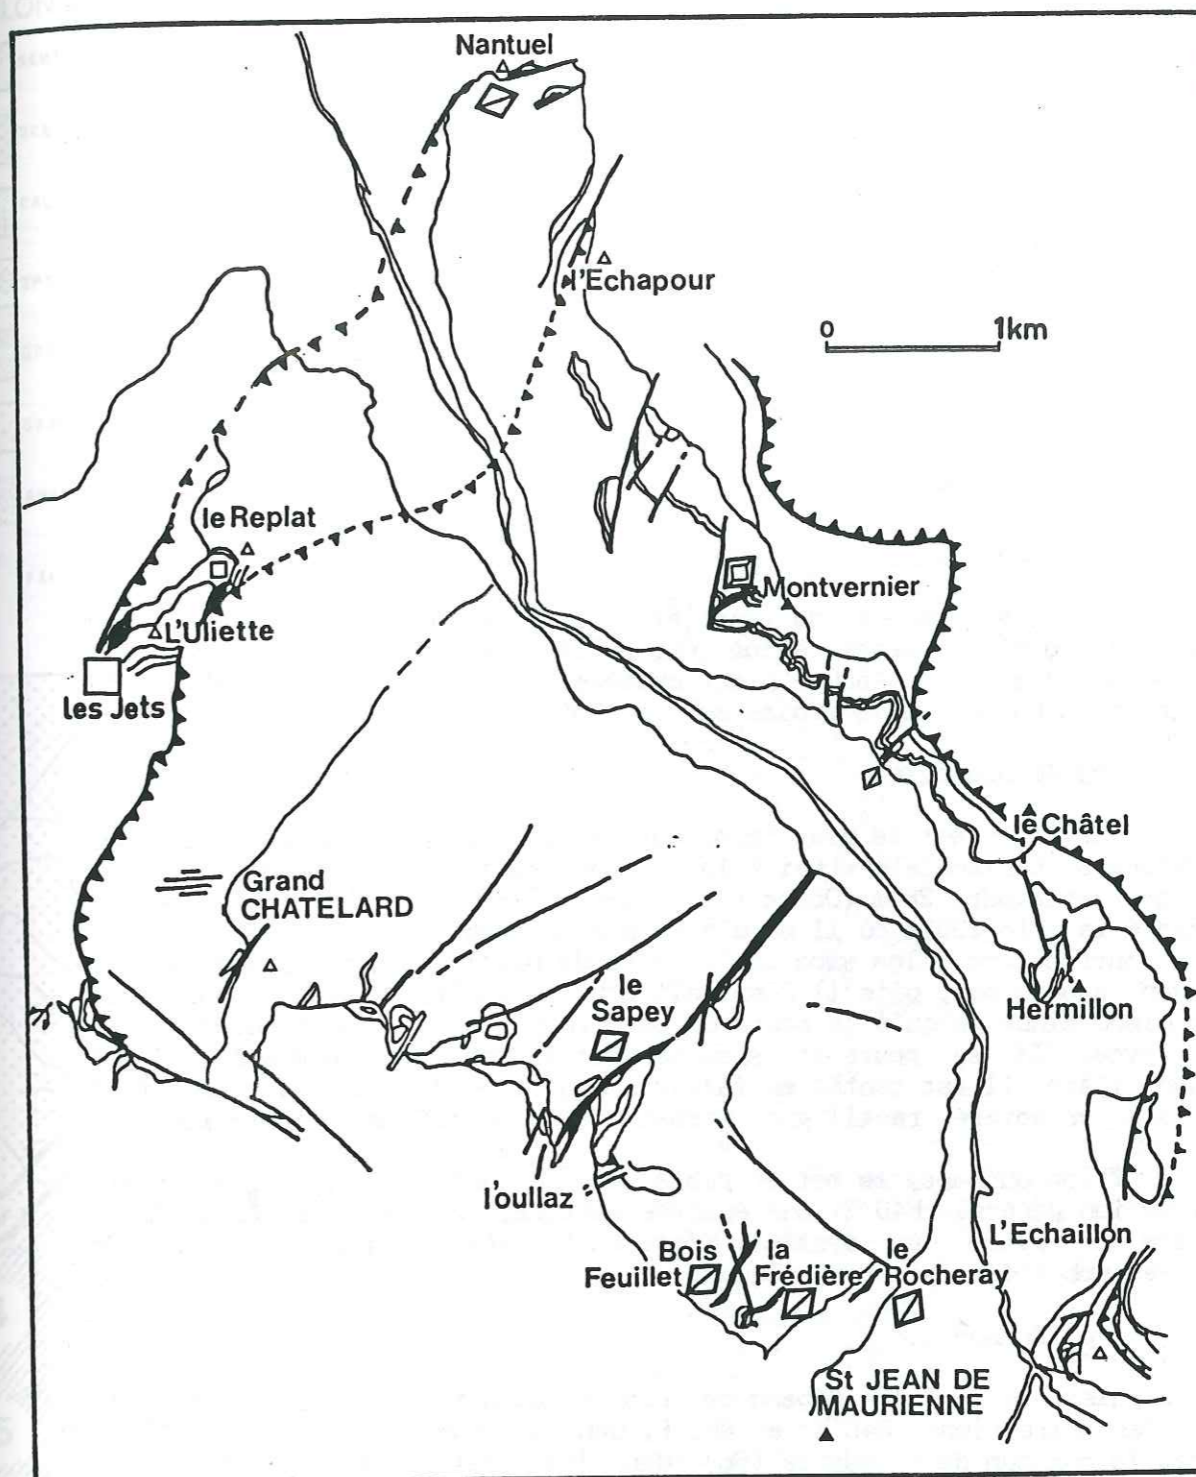 Nantuel
l'Echapour
0 1km
le Replat
Montvernier
L'Uliette
les Jets
le Châtel
Grand
CHATELARD
le
Sapey
Hermillon
l'oullaz
L'Echaillon
Bois la le
Feuillet Frédière Rocheray
St JEAN DE
MAURIENNE